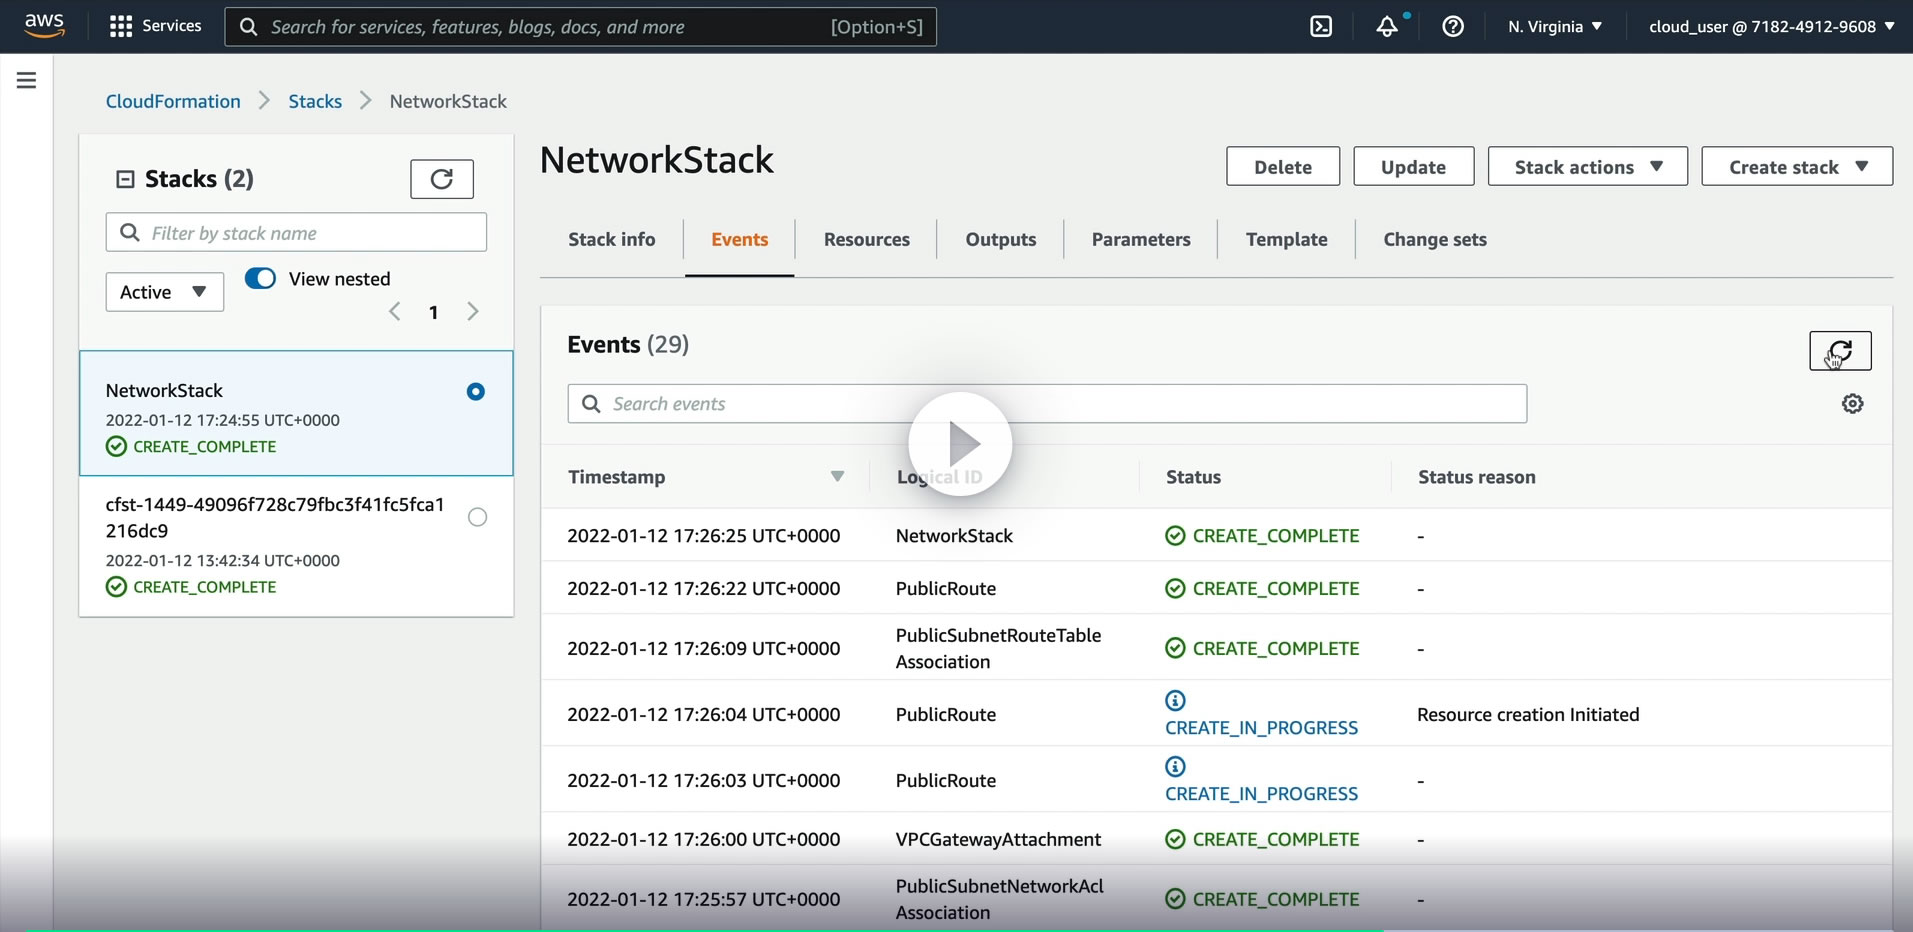 aws Services Search for services, features, blogs, docs, and more [Option+S] N. Virginia cloud_user @ 7182-4912-9608
CloudFormation Stacks NetworkStack
Stacks (2)
Filter by stack name
Active View nested
1
NetworkStack
2022-01-12 17:24:55 UTC+0000
CREATE_COMPLETE
cfst-1449-49096f728c79fbc3f41fc5fca1
216dc9
2022-01-12 13:42:34 UTC+0000
CREATE_COMPLETE
NetworkStack
Delete Update Stack actions Create stack
Stack info Events Resources Outputs Parameters Template Change sets
Events (29)
Search events
Timestamp Logical ID Status Status reason
2022-01-12 17:26:25 UTC+0000 NetworkStack CREATE_COMPLETE -
2022-01-12 17:26:22 UTC+0000 PublicRoute CREATE_COMPLETE -
2022-01-12 17:26:09 UTC+0000 PublicSubnetRouteTable
Association CREATE_COMPLETE -
2022-01-12 17:26:04 UTC+0000 PublicRoute CREATE_IN_PROGRESS Resource creation Initiated
2022-01-12 17:26:03 UTC+0000 PublicRoute CREATE_IN_PROGRESS -
2022-01-12 17:26:00 UTC+0000 VPCGatewayAttachment CREATE_COMPLETE -
2022-01-12 17:25:57 UTC+0000 PublicSubnetNetworkAcl
Association CREATE_COMPLETE -